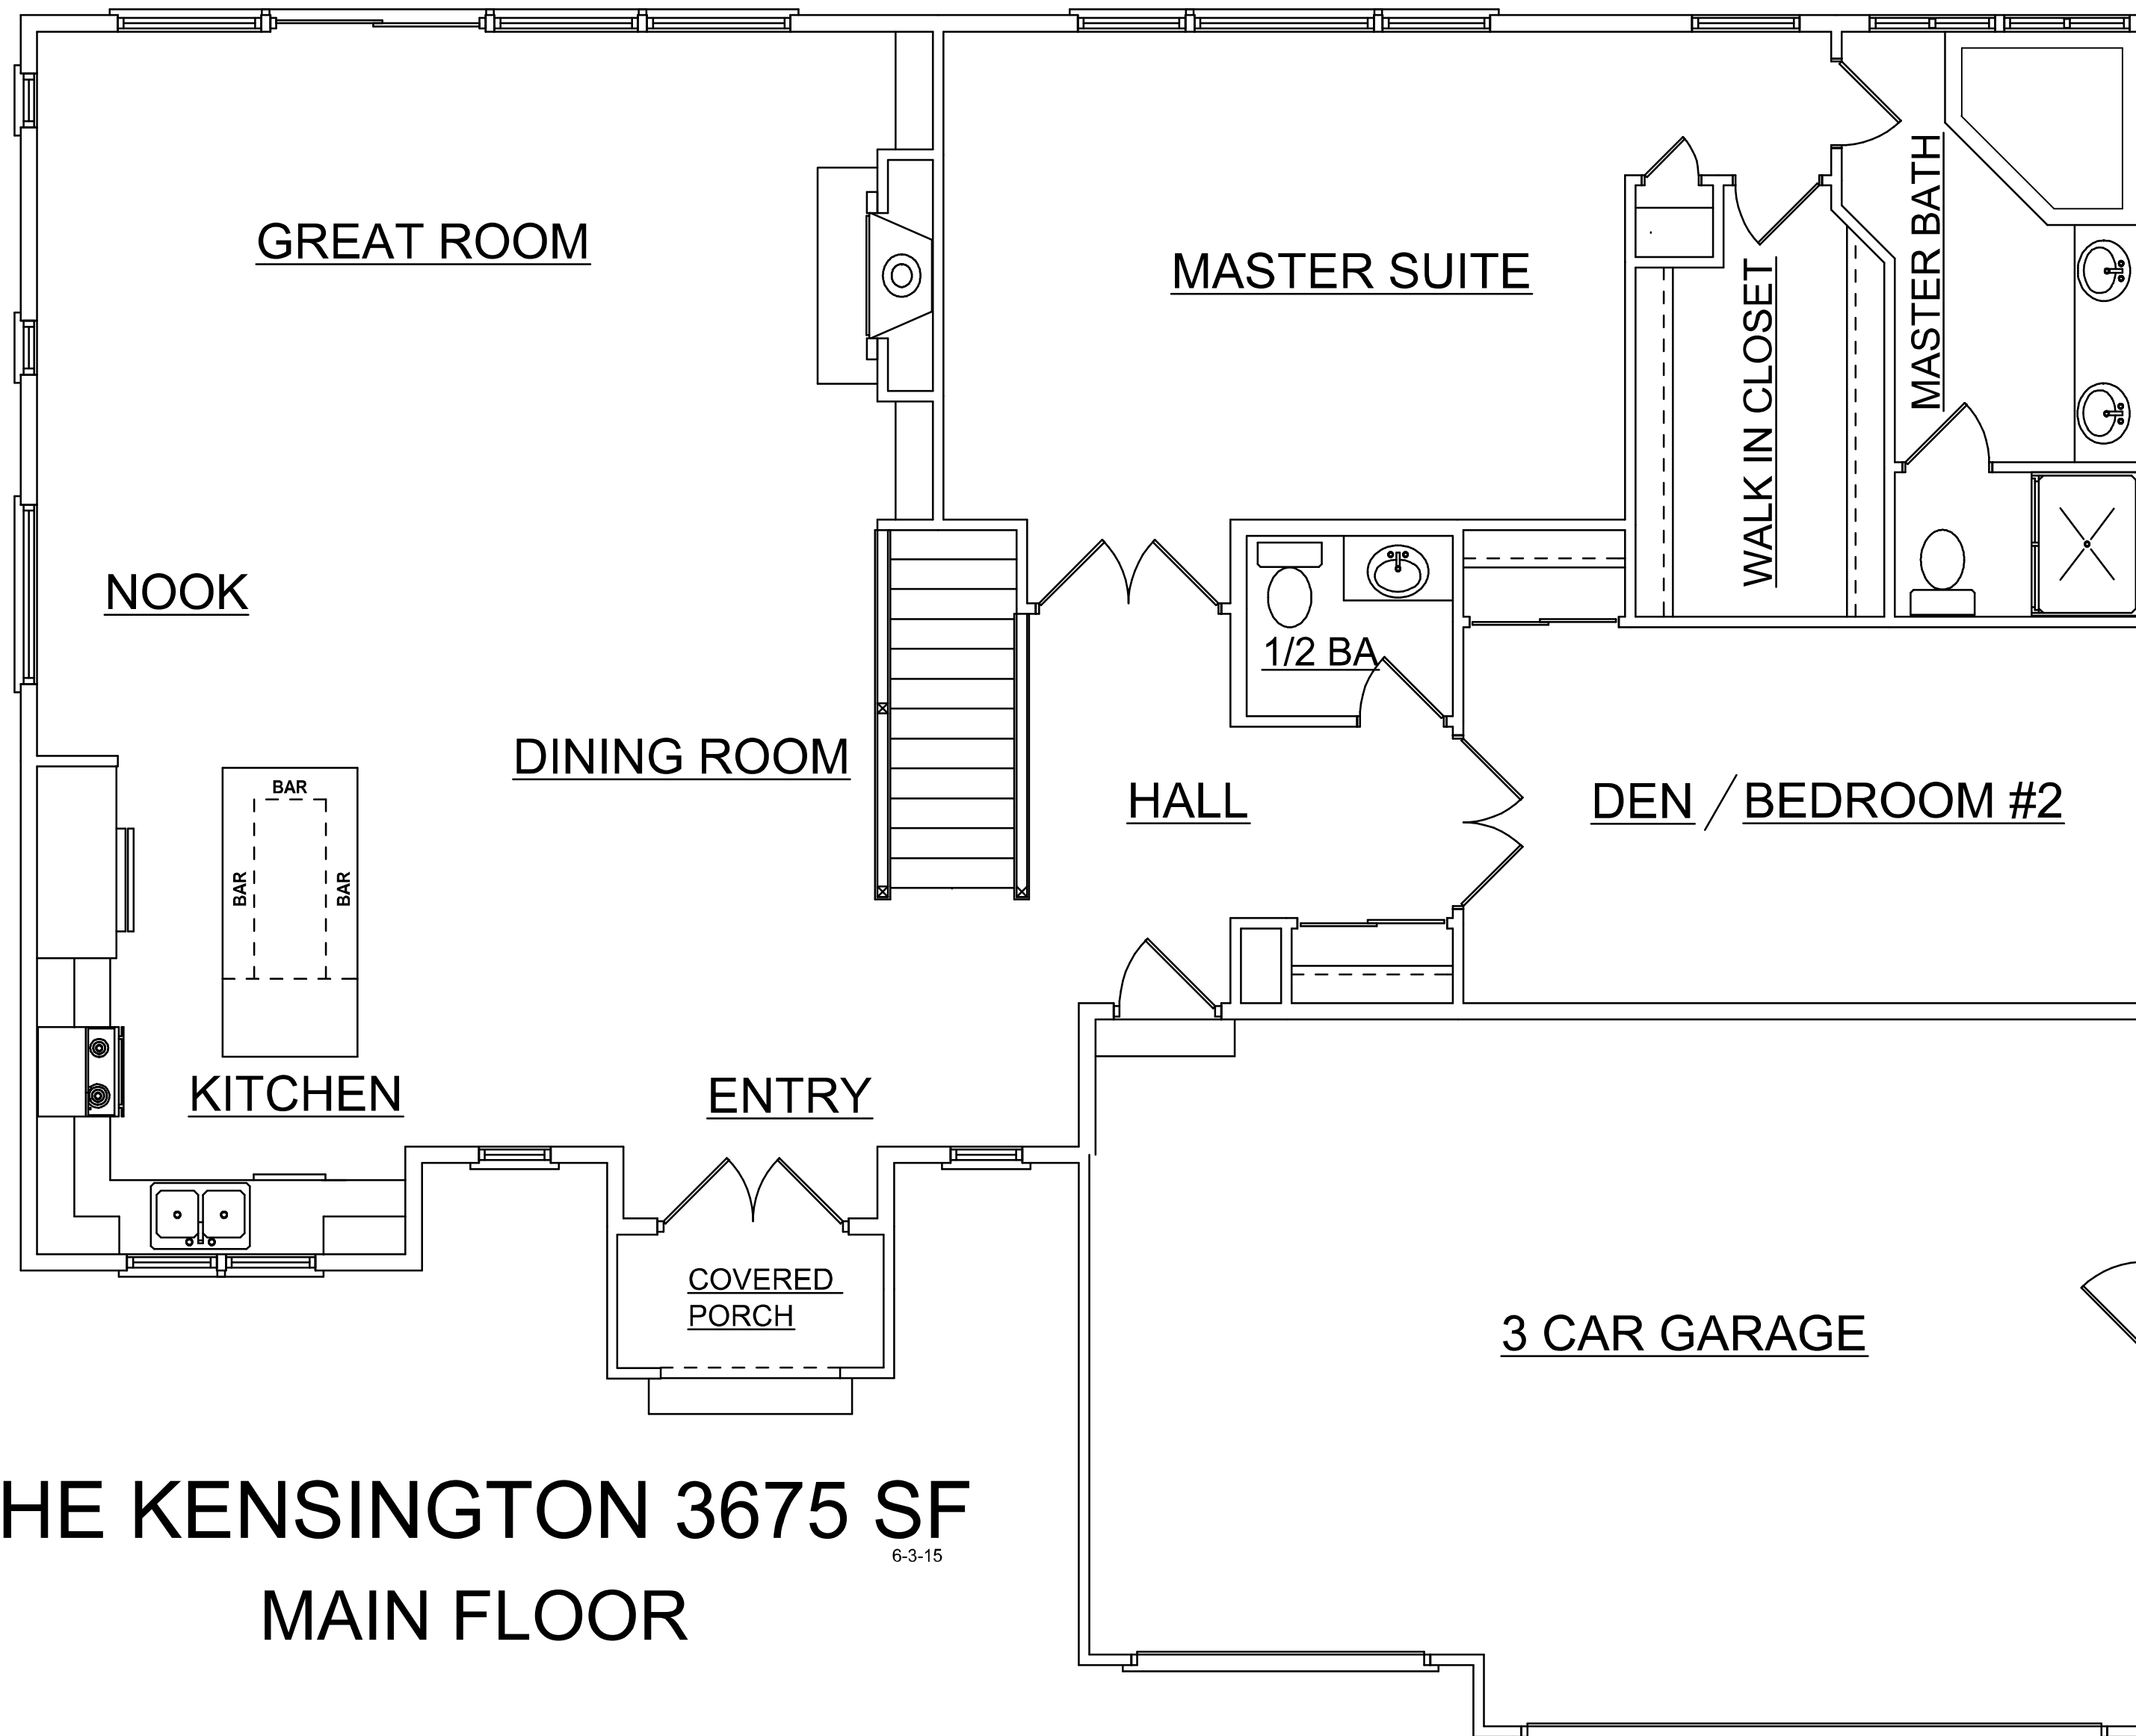 GREAT ROOM
MASTER SUITE
MASTER BATH
WALK IN CLOSET
NOOK
1/2 BA
DINING ROOM
HALL
DEN / BEDROOM #2
BAR
BAR
BAR
KITCHEN
ENTRY
COVERED
PORCH
3 CAR GARAGE
HE KENSINGTON 3675 SF
6-3-15
MAIN FLOOR